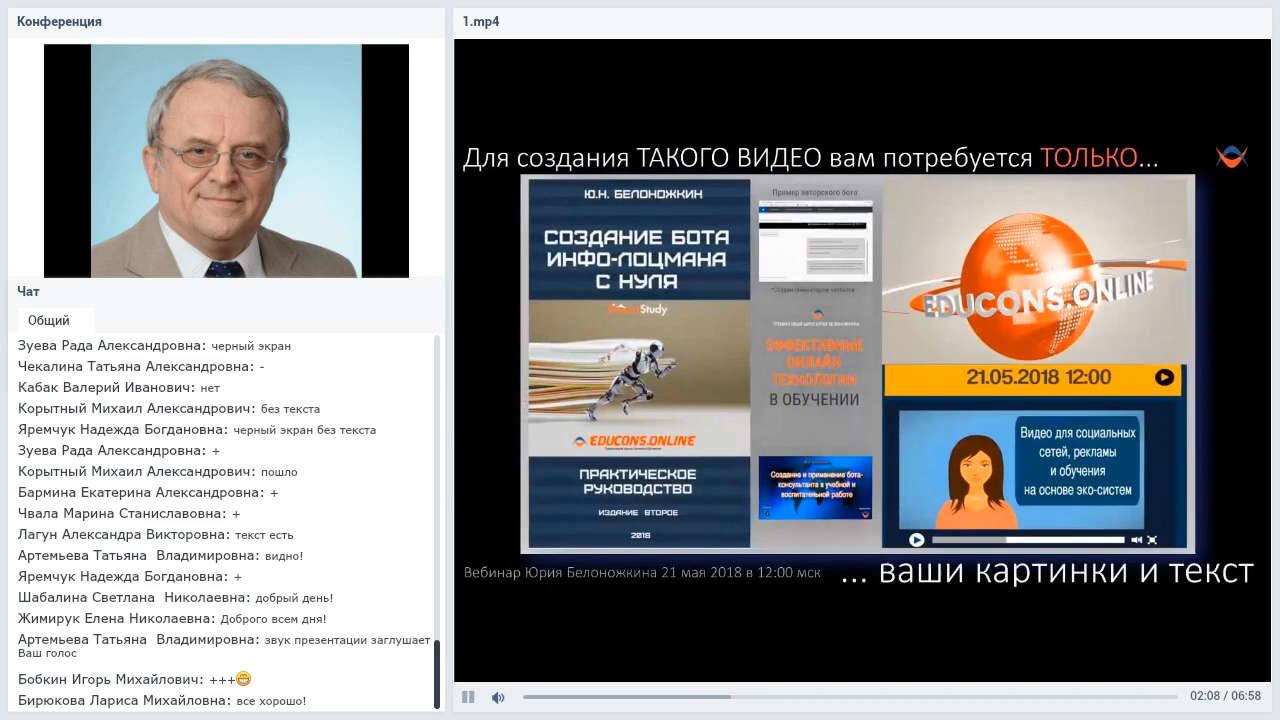 Конференция
Чат
Общий
Зуева Рада Александровна: черный экран
Чекалина Татьяна Александровна: -
Кабак Валерий Иванович: нет
Корытный Михаил Александрович: без текста
Яремчук Надежда Богдановна: черный экран без текста
Зуева Рада Александровна: +
Корытный Михаил Александрович: пошло
Бармина Екатерина Александровна: +
Чвала Марина Станиславовна: +
Лагун Александра Викторовна: текст есть
Артемьева Татьяна Владимировна: видно!
Яремчук Надежда Богдановна: +
Шабалина Светлана Николаевна: добрый день!
Жимирук Елена Николаевна: Доброго всем дня!
Артемьева Татьяна Владимировна: звук презентации заглушает
Ваш голос
Бобкин Игорь Михайлович: +++😁
Бирюкова Лариса Михайловна: все хорошо!
1.mp4
Для создания ТАКОГО ВИДЕО вам потребуется ТОЛЬКО...
Ю.Н. БЕЛОНОЖКИН
СОЗДАНИЕ БОТА
ИНФО-ЛОЦМАНА
С НУЛЯ
Study
EDUCONS.ONLINE
ПРАКТИЧЕСКОЕ
РУКОВОДСТВО
ИЗДАНИЕ ВТОРОЕ
2018
Пример авторского бота:
ЭФФЕКТИВНЫЕ
ОНЛАЙН
ТЕХНОЛОГИИ
В ОБУЧЕНИИ
Создание и применение бота-
консультанта в учебной и
воспитательной работе
EDUCONS.ONLINE
21.05.2018 12:00
Видео для социальных
сетей, рекламы
и обучения
на основе эко-систем
Вебинар Юрия Белоножкина 21 мая 2018 в 12:00 мск
... ваши картинки и текст
02:08 / 06:58